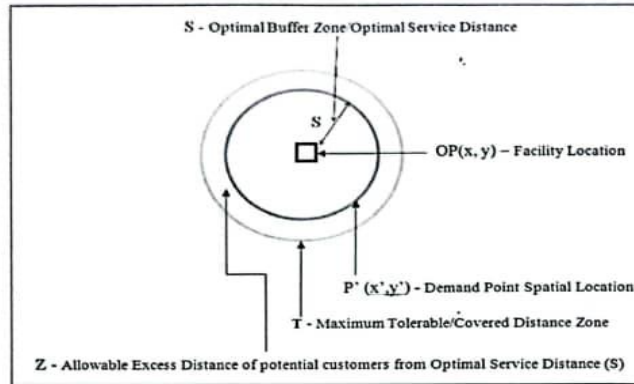 S - Optimal Buffer Zone/Optimal Service Distance
S
OP(x, y) – Facility Location
P' (x',y') - Demand Point Spatial Location
T - Maximum Tolerable/Covered Distance Zone
Z - Allowable Excess Distance of potential customers from Optimal Service Distance (S)